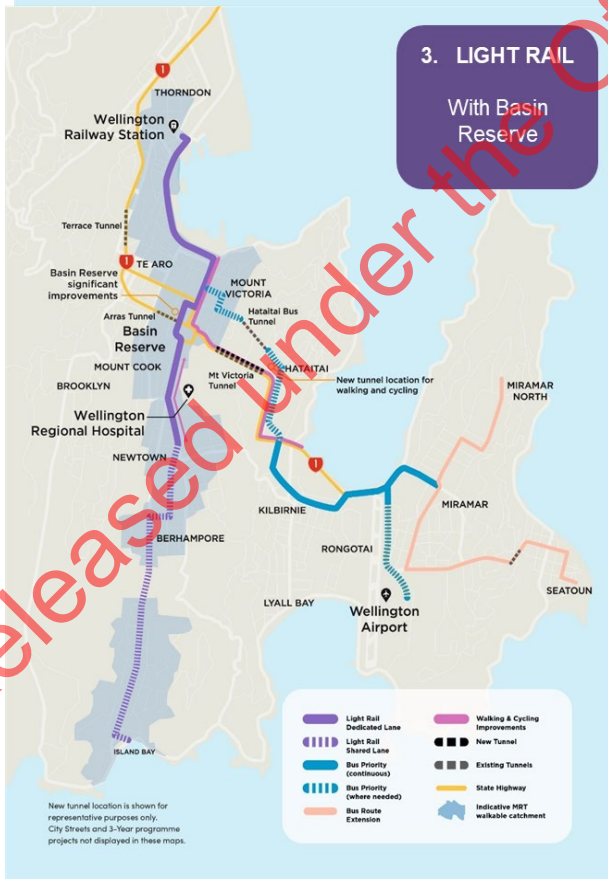 3. LIGHT RAIL
With Basin
Reserve
1
THORNDON
Wellington
Railway Station
Terrace Tunnel
1
TE ARO
Basin Reserve
significant
improvements
MOUNT
VICTORIA
Hataitai Bus
Tunnel
Arras Tunnel
Basin
Reserve
MOUNT COOK
BROOKLYN
Mt Victoria
Tunnel
HATAITAI
New tunnel location for
walking and cycling
MIRAMAR
NORTH
Wellington
Regional Hospital
NEWTOWN
1
KILBIRNIE
MIRAMAR
BERHAMPORE
RONGOTAI
SEATOUN
LYALL BAY
Wellington
Airport
ISLAND BAY
Light Rail
Dedicated Lane
Light Rail
Shared Lane
Bus Priority
(continuous)
Bus Priority
(where needed)
Bus Route
Extension
Walking & Cycling
Improvements
New Tunnel
Existing Tunnels
State Highway
Indicative MRT
walkable catchment
New tunnel location is shown for
representative purposes only.
City Streets and 3-Year programme
projects not displayed in these maps.
eleased under the O